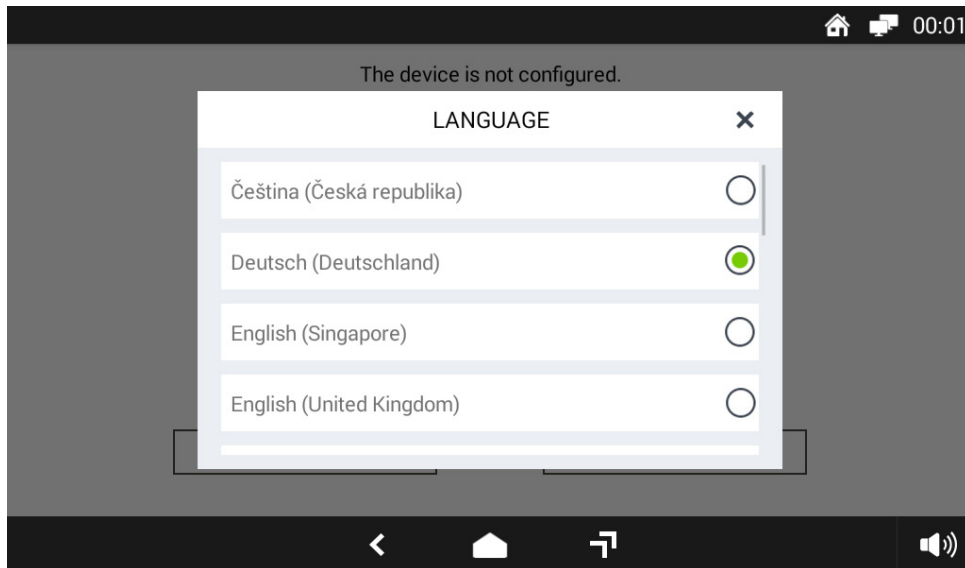 00:01
The device is not configured.
LANGUAGE
Čeština (Česká republika)
Deutsch (Deutschland)
English (Singapore)
English (United Kingdom)